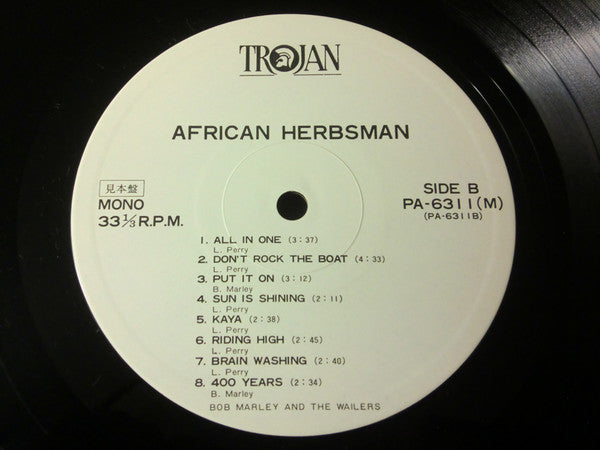 TROJAN
AFRICAN HERBSMAN
見本盤
MONO
33 1/3 R.P.M.
SIDE B
PA-6311(M)
(PA-6311B)
1. ALL IN ONE (3:37)
L. Perry
2. DON'T ROCK THE BOAT (4:33)
L. Perry
3. PUT IT ON (3:12)
B. Marley
4. SUN IS SHINING (2:11)
L. Perry
5. KAYA (2:38)
L. Perry
6. RIDING HIGH (2:45)
L. Perry
7. BRAIN WASHING (2:40)
L. Perry
8. 400 YEARS (2:34)
B. Marley
BOB MARLEY AND THE WAILERS